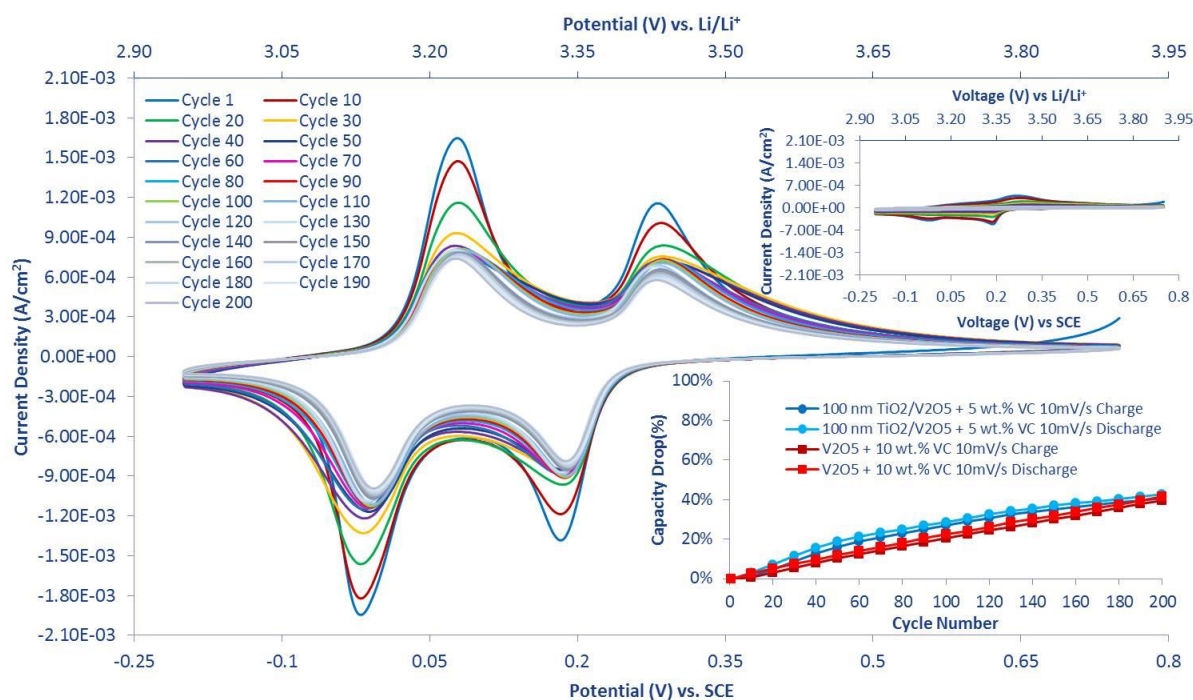 Potential (V) vs. Li/Li⁺
2.90 3.05 3.20 3.35 3.50 3.65 3.80 3.95
2.10E-03
1.80E-03
1.50E-03
1.20E-03
9.00E-04
6.00E-04
3.00E-04
0.00E+00
-3.00E-04
-6.00E-04
-9.00E-04
-1.20E-03
-1.50E-03
-1.80E-03
-2.10E-03
Current Density (A/cm²)
Cycle 1 Cycle 10
Cycle 20 Cycle 30
Cycle 40 Cycle 50
Cycle 60 Cycle 70
Cycle 80 Cycle 90
Cycle 100 Cycle 110
Cycle 120 Cycle 130
Cycle 140 Cycle 150
Cycle 160 Cycle 170
Cycle 180 Cycle 190
Cycle 200
Voltage (V) vs Li/Li⁺
2.90 3.05 3.20 3.35 3.50 3.65 3.80 3.95
2.10E-03
1.40E-03
7.00E-04
0.00E+00
-7.00E-04
-1.40E-03
-2.10E-03
Current Density (A/cm²)
-0.25 -0.1 0.05 0.2 0.35 0.5 0.65 0.8
Voltage (V) vs SCE
100%
80%
60%
40%
20%
0%
Capacity Drop(%)
100 nm TiO2/V2O5 + 5 wt.% VC 10mV/s Charge
100 nm TiO2/V2O5 + 5 wt.% VC 10mV/s Discharge
V2O5 + 10 wt.% VC 10mV/s Charge
V2O5 + 10 wt.% VC 10mV/s Discharge
0 20 40 60 80 100 120 140 160 180 200
Cycle Number
-0.25 -0.1 0.05 0.2 0.35 0.5 0.65 0.8
Potential (V) vs. SCE